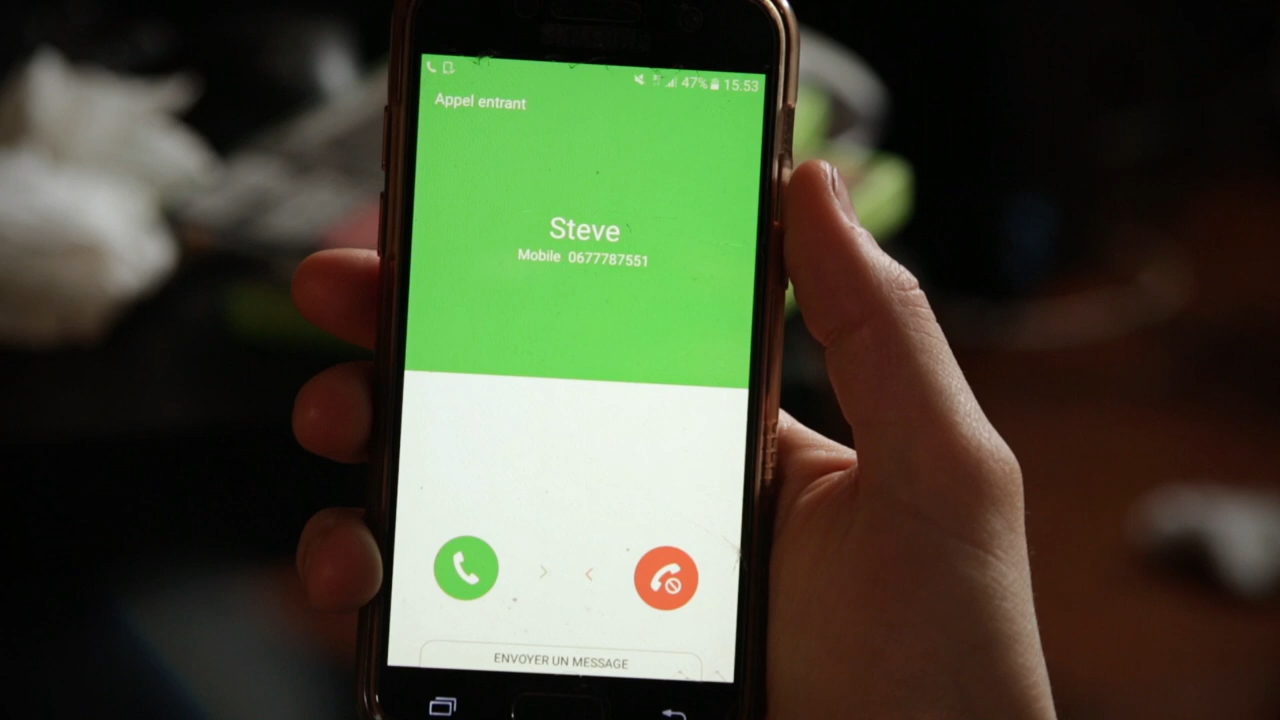 47% 15.53
Appel entrant
Steve
Mobile 0677787551
ENVOYER UN MESSAGE